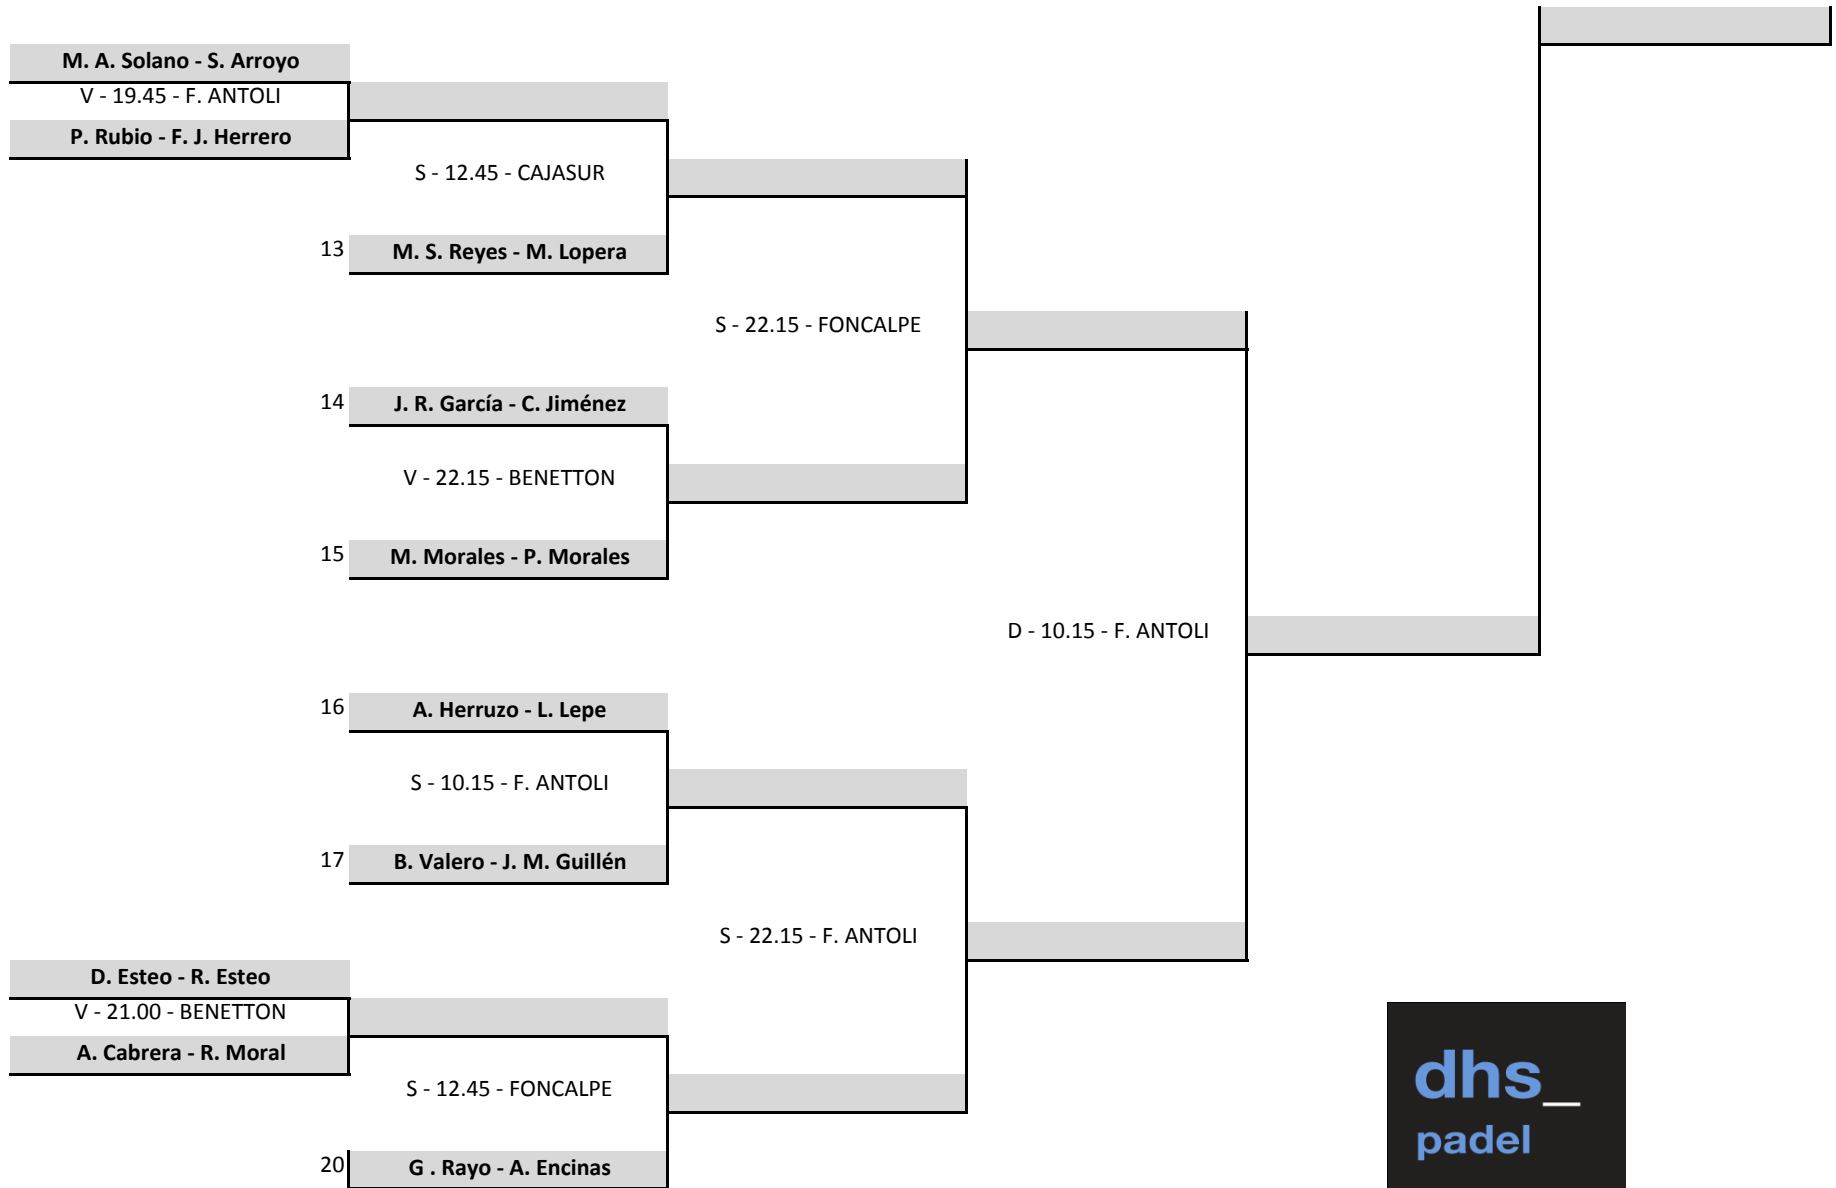 M. A. Solano - S. Arroyo
V - 19.45 - F. ANTOLI
P. Rubio - F. J. Herrero
S - 12.45 - CAJASUR
13 M. S. Reyes - M. Lopera
S - 22.15 - FONCALPE
14 J. R. García - C. Jiménez
V - 22.15 - BENETTON
15 M. Morales - P. Morales
D - 10.15 - F. ANTOLI
16 A. Herruzo - L. Lepe
S - 10.15 - F. ANTOLI
17 B. Valero - J. M. Guillén
S - 22.15 - F. ANTOLI
D. Esteo - R. Esteo
V - 21.00 - BENETTON
A. Cabrera - R. Moral
S - 12.45 - FONCALPE
20 G . Rayo - A. Encinas
dhs_
padel